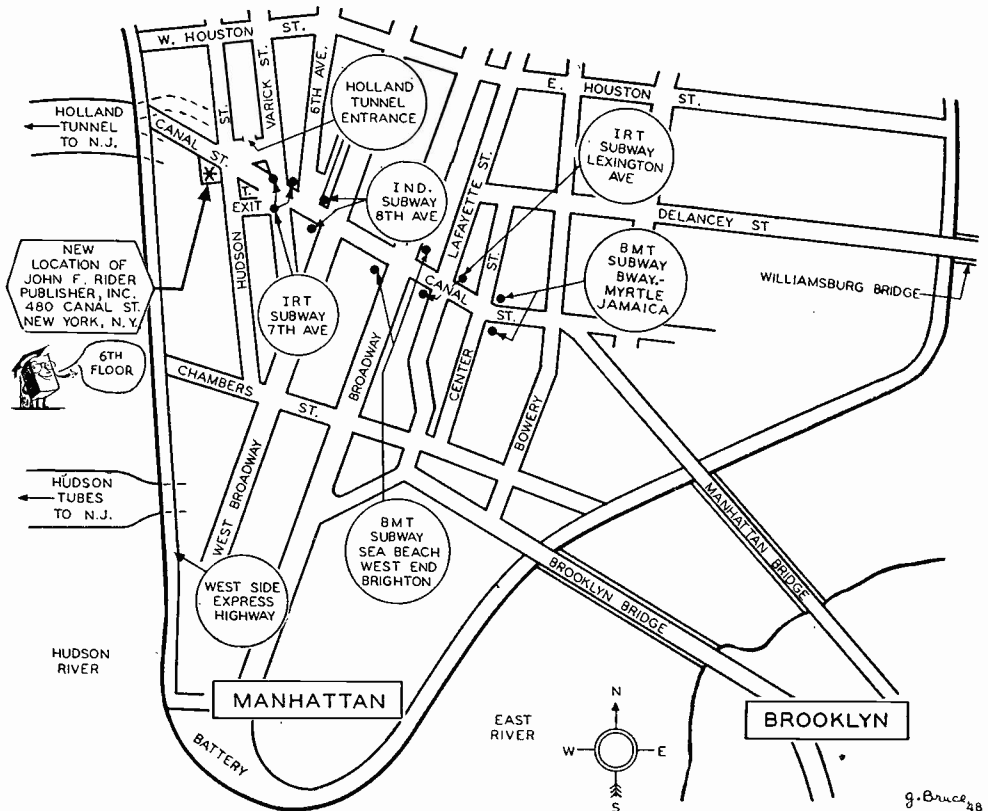 W. HOUSTON ST.
ST.
VARICK ST.
6TH AVE.
HOLLAND
TUNNEL
ENTRANCE
E. HOUSTON ST.
HOLLAND
TUNNEL
TO N.J.
CANAL ST.
EXIT
HUDSON
IND.
SUBWAY
8TH AVE
LAFAYETTE ST.
IRT
SUBWAY
LEXINGTON
AVE
DELANCEY ST
WILLIAMSBURG BRIDGE
NEW
LOCATION OF
JOHN F. RIDER
PUBLISHER, INC.
480 CANAL ST.
NEW YORK, N.Y.
6TH
FLOOR
IRT
SUBWAY
7TH AVE
CANAL ST.
ST.
BMT
SUBWAY
BWAY.-
MYRTLE
JAMAICA
CHAMBERS ST.
BROADWAY
CENTER
BOWERY
HUDSON
TUBES
TO N.J.
WEST BROADWAY
BMT
SUBWAY
SEA BEACH
WEST END
BRIGHTON
MANHATTAN BRIDGE
BROOKLYN BRIDGE
WEST SIDE
EXPRESS
HIGHWAY
HUDSON
RIVER
MANHATTAN
BATTERY
EAST
RIVER
N
W
E
S
BROOKLYN
g. Bruck 48